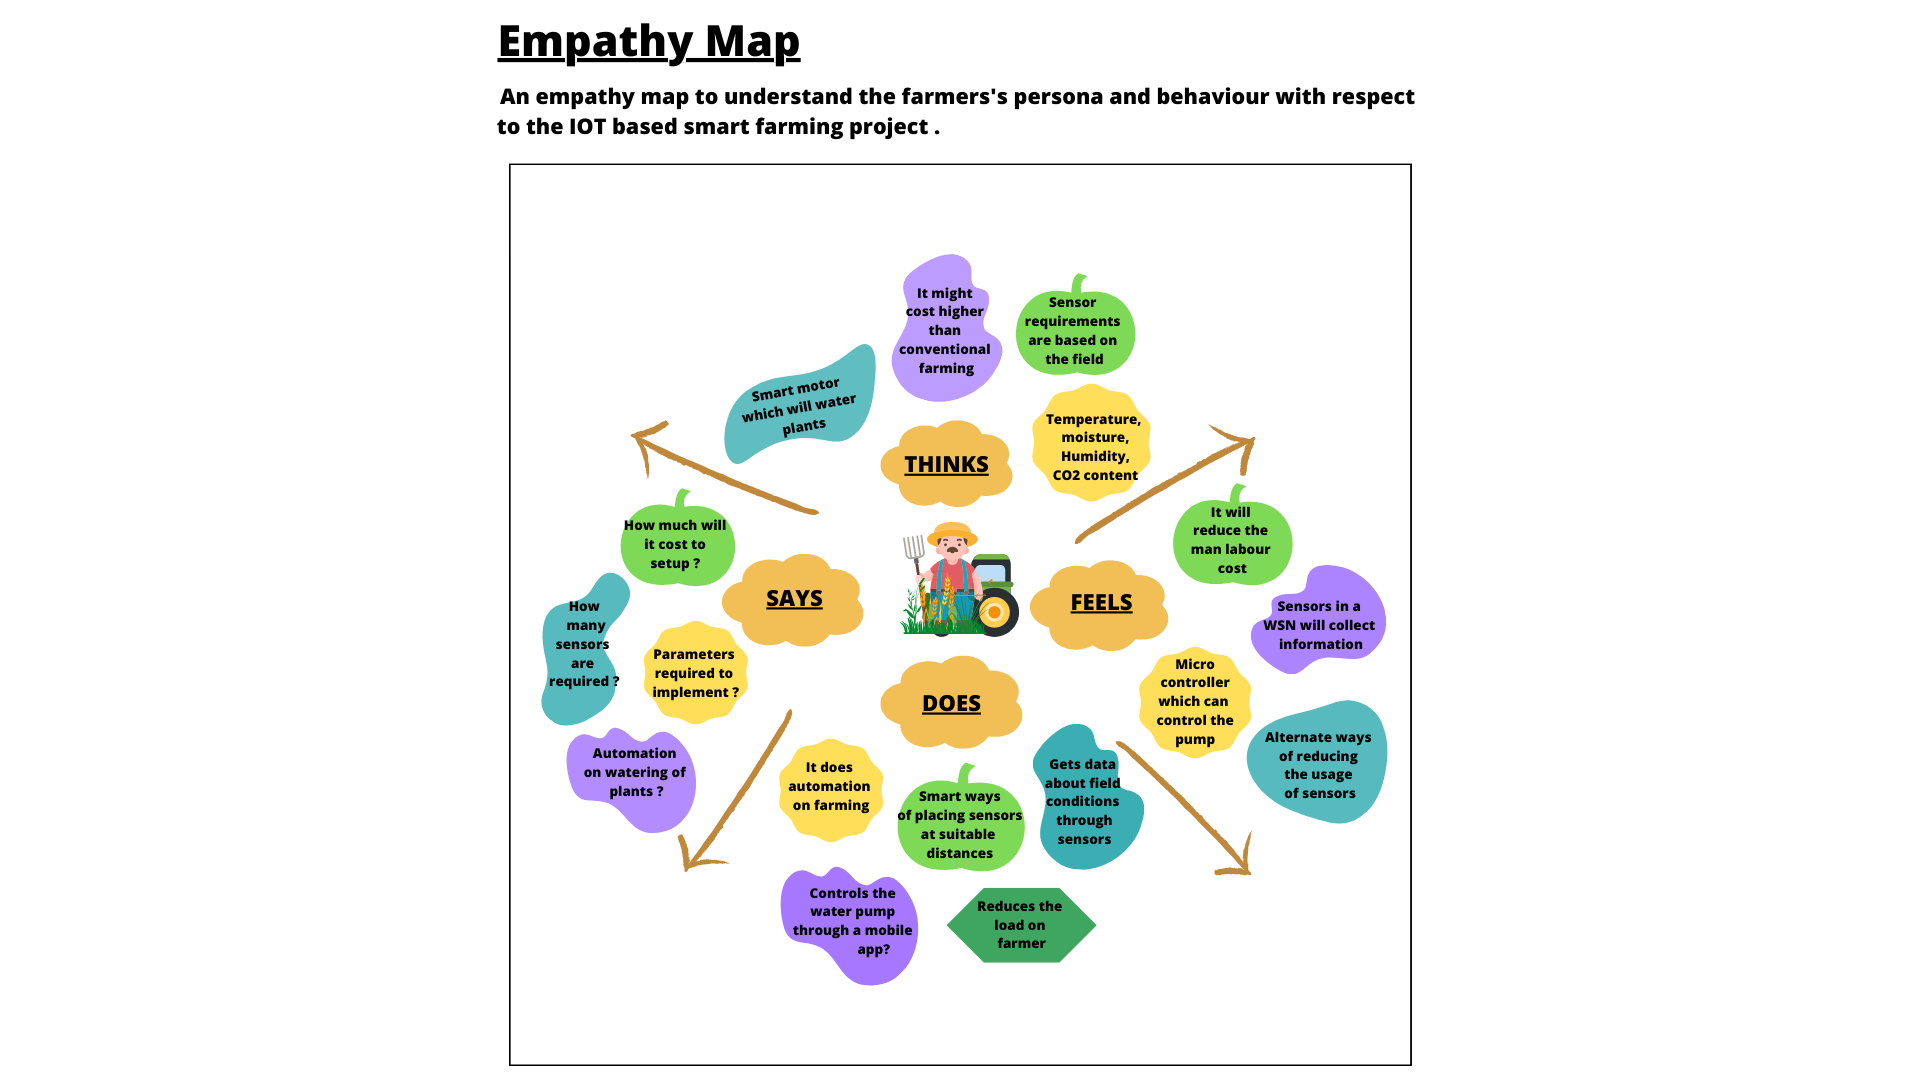 Empathy Map
An empathy map to understand the farmers's persona and behaviour with respect
to the IOT based smart farming project .
It might
cost higher
than
conventional
farming
Sensor
requirements
are based on
the field
Smart motor
which will water
plants
Temperature,
moisture,
Humidity,
CO2 content
THINKS
How much will
it cost to
setup ?
It will
reduce the
man labour
cost
SAYS
FEELS
How
many
sensors
are
required ?
Parameters
required to
implement ?
Sensors in a
WSN will collect
information
Micro
controller
which can
control the
pump
DOES
Automation
on watering of
plants ?
Alternate ways
of reducing
the usage
of sensors
It does
automation
on farming
Smart ways
of placing sensors
at suitable
distances
Gets data
about field
conditions
through
sensors
Controls the
water pump
through a mobile
app?
Reduces the
load on
farmer